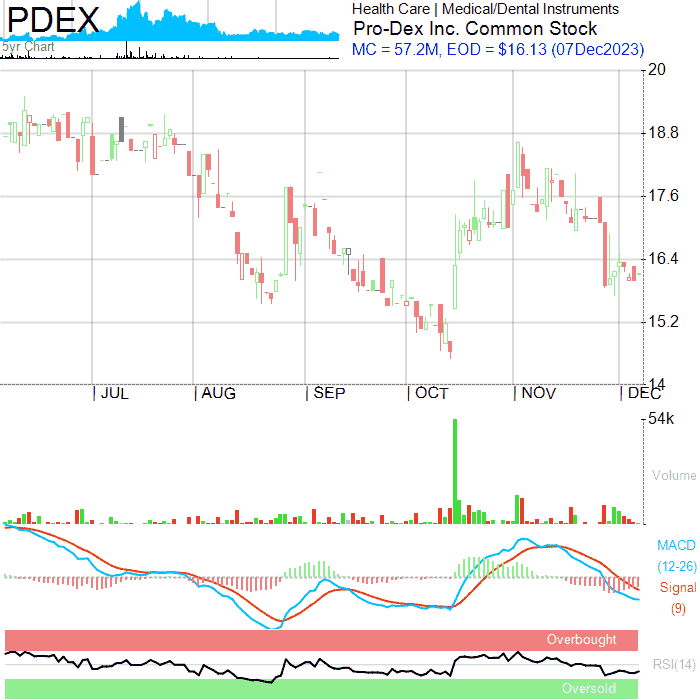 PDEX
5yr Chart
Health Care | Medical/Dental Instruments
Pro-Dex Inc. Common Stock
MC = 57.2M, EOD = $16.13 (07Dec2023)
20
18.8
17.6
16.4
15.2
14
JUL AUG SEP OCT NOV DEC
54k
Volume
MACD
(12-26)
Signal
(9)
Overbought
RSI(14)
Oversold